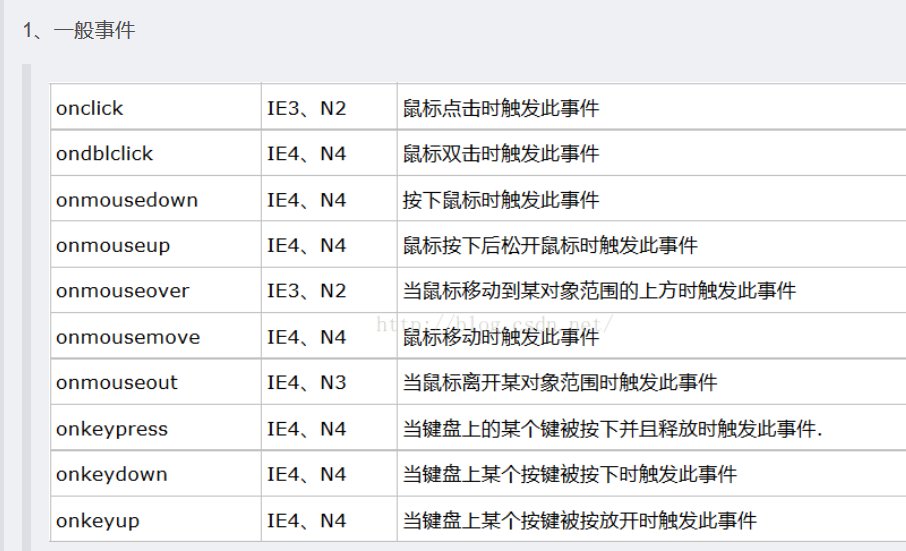 1、一般事件
onclick IE3、N2 鼠标点击时触发此事件
ondblclick IE4、N4 鼠标双击时触发此事件
onmousedown IE4、N4 按下鼠标时触发此事件
onmouseup IE4、N4 鼠标按下后松开鼠标时触发此事件
onmouseover IE3、N2 当鼠标移动到某对象范围的上方时触发此事件
http://blog.csdn.net/
onmousemove IE4、N4 鼠标移动时触发此事件
onmouseout IE4、N3 当鼠标离开某对象范围时触发此事件
onkeypress IE4、N4 当键盘上的某个键被按下并且释放时触发此事件.
onkeydown IE4、N4 当键盘上某个按键被按下时触发此事件
onkeyup IE4、N4 当键盘上某个按键被按放开时触发此事件